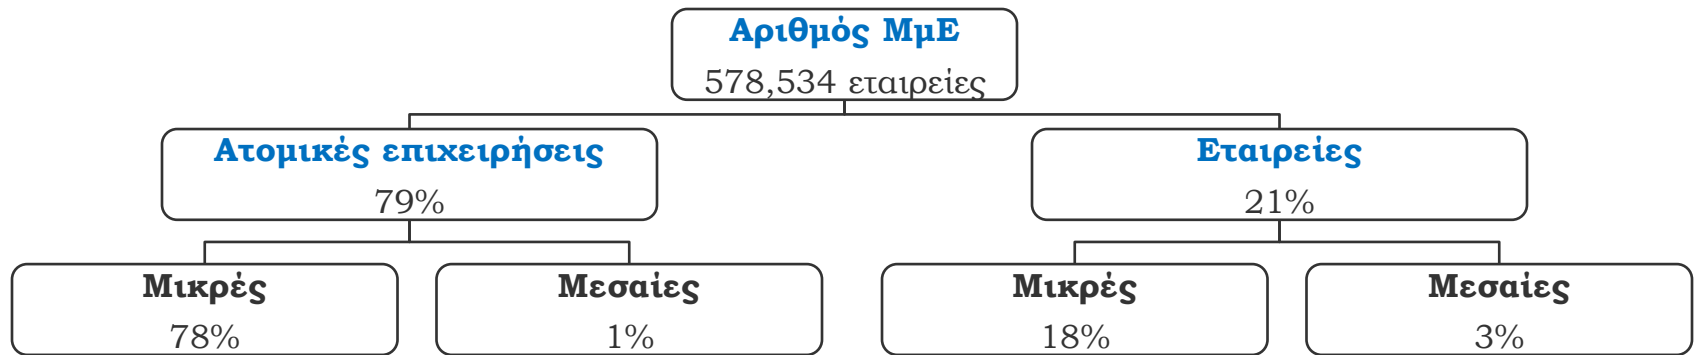 Αριθμός ΜμΕ
578,534 εταιρείες
Ατομικές επιχειρήσεις
79%
Εταιρείες
21%
Μικρές
78%
Μεσαίες
1%
Μικρές
18%
Μεσαίες
3%